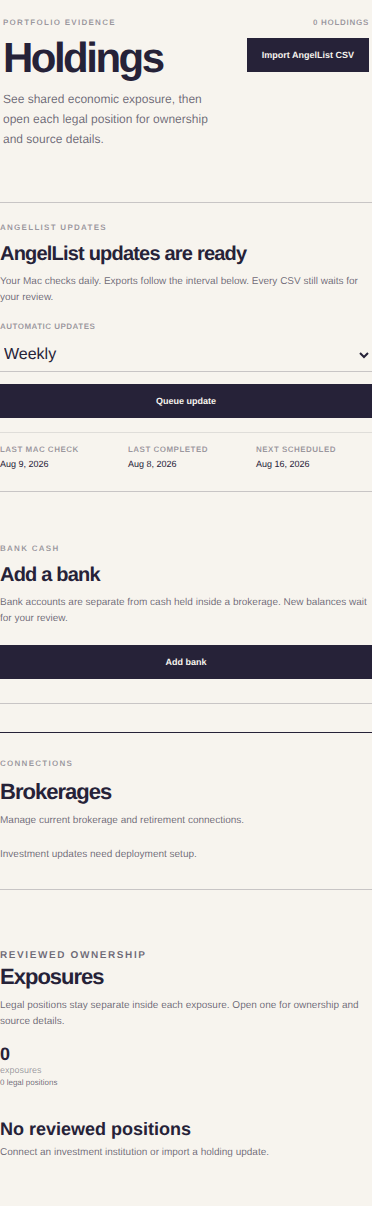 PORTFOLIO EVIDENCE
0 HOLDINGS
Holdings
Import AngelList CSV
See shared economic exposure, then
open each legal position for ownership
and source details.
ANGELLIST UPDATES
AngelList updates are ready
Your Mac checks daily. Exports follow the interval below. Every CSV still waits for
your review.
AUTOMATIC UPDATES
Weekly
Queue update
LAST MAC CHECK
LAST COMPLETED
NEXT SCHEDULED
Aug 9, 2026
Aug 8, 2026
Aug 16, 2026
BANK CASH
Add a bank
Bank accounts are separate from cash held inside a brokerage. New balances wait
for your review.
Add bank
CONNECTIONS
Brokerages
Manage current brokerage and retirement connections.
Investment updates need deployment setup.
REVIEWED OWNERSHIP
Exposures
Legal positions stay separate inside each exposure. Open one for ownership and
source details.
0
exposures
0 legal positions
No reviewed positions
Connect an investment institution or import a holding update.